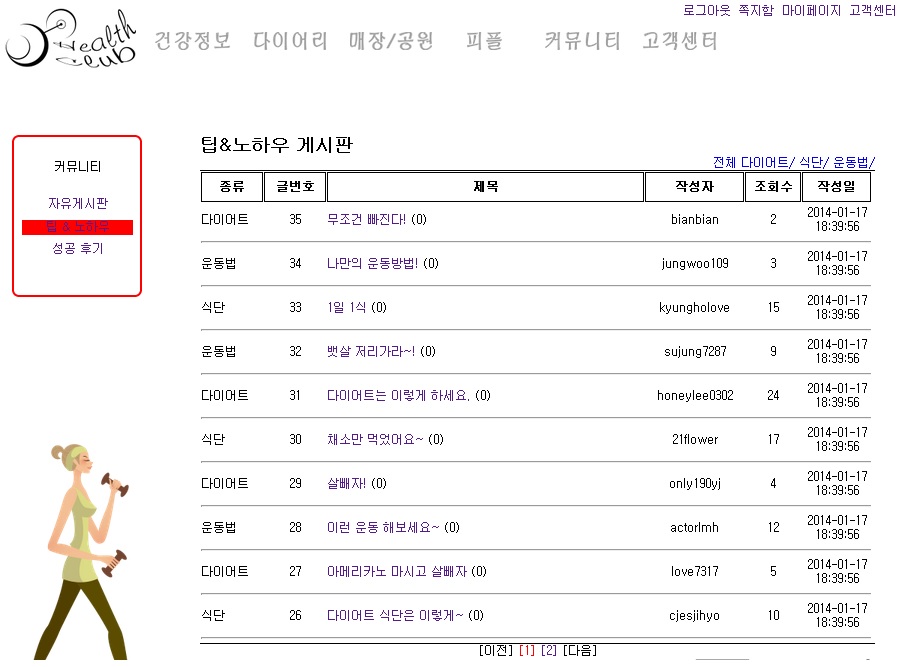 로그아웃 쪽지함 마이페이지 고객센터
Health Club
건강정보 다이어리 매장/공원 피플 커뮤니티 고객센터
커뮤니티
자유게시판
팁 & 노하우
성공 후기
팁&노하우 게시판
전체 다이어트/ 식단/ 운동법/
종류 글번호 제목 작성자 조회수 작성일
다이어트 35 무조건 빠진다! (0) bianbian 2 2014-01-17 18:39:56
운동법 34 나만의 운동방법! (0) jungwoo109 3 2014-01-17 18:39:56
식단 33 1일 1식 (0) kyungholove 15 2014-01-17 18:39:56
운동법 32 뱃살 저리가라~! (0) sujung7287 9 2014-01-17 18:39:56
다이어트 31 다이어트는 이렇게 하세요. (0) honeylee0302 24 2014-01-17 18:39:56
식단 30 채소만 먹었어요~ (0) 21flower 17 2014-01-17 18:39:56
다이어트 29 살빼자! (0) only190yj 4 2014-01-17 18:39:56
운동법 28 이런 운동 해보세요~ (0) actorlmh 12 2014-01-17 18:39:56
다이어트 27 아메리카노 마시고 살빼자 (0) love7317 5 2014-01-17 18:39:56
식단 26 다이어트 식단은 이렇게~ (0) cjesjihyo 10 2014-01-17 18:39:56
[이전] [1] [2] [다음]